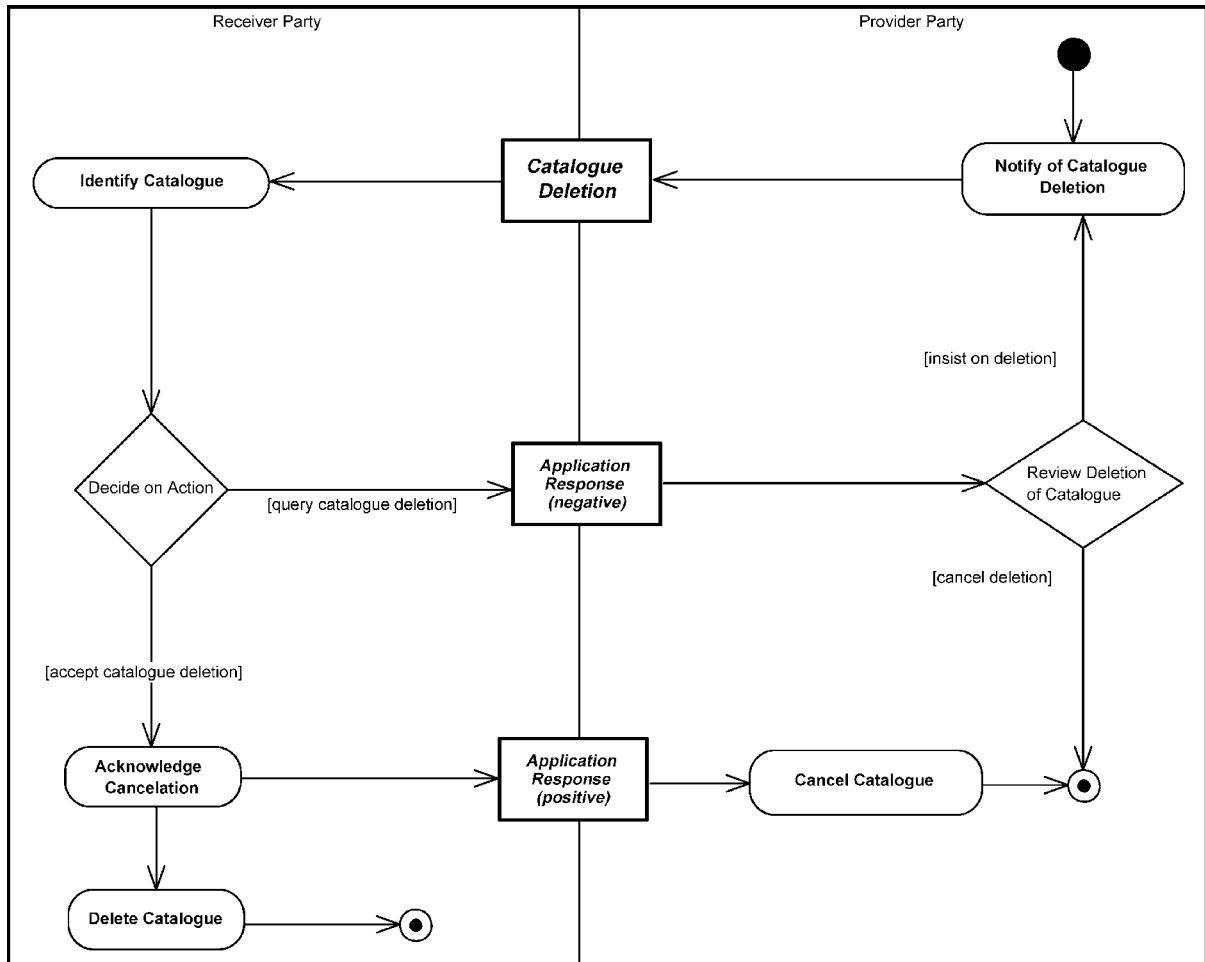 Receiver Party
Provider Party
Identify Catalogue
Catalogue
Deletion
Notify of Catalogue
Deletion
[insist on deletion]
Decide on Action
[query catalogue deletion]
Application
Response
(negative)
Review Deletion
of Catalogue
[cancel deletion]
[accept catalogue deletion]
Acknowledge
Cancelation
Application
Response
(positive)
Cancel Catalogue
Delete Catalogue